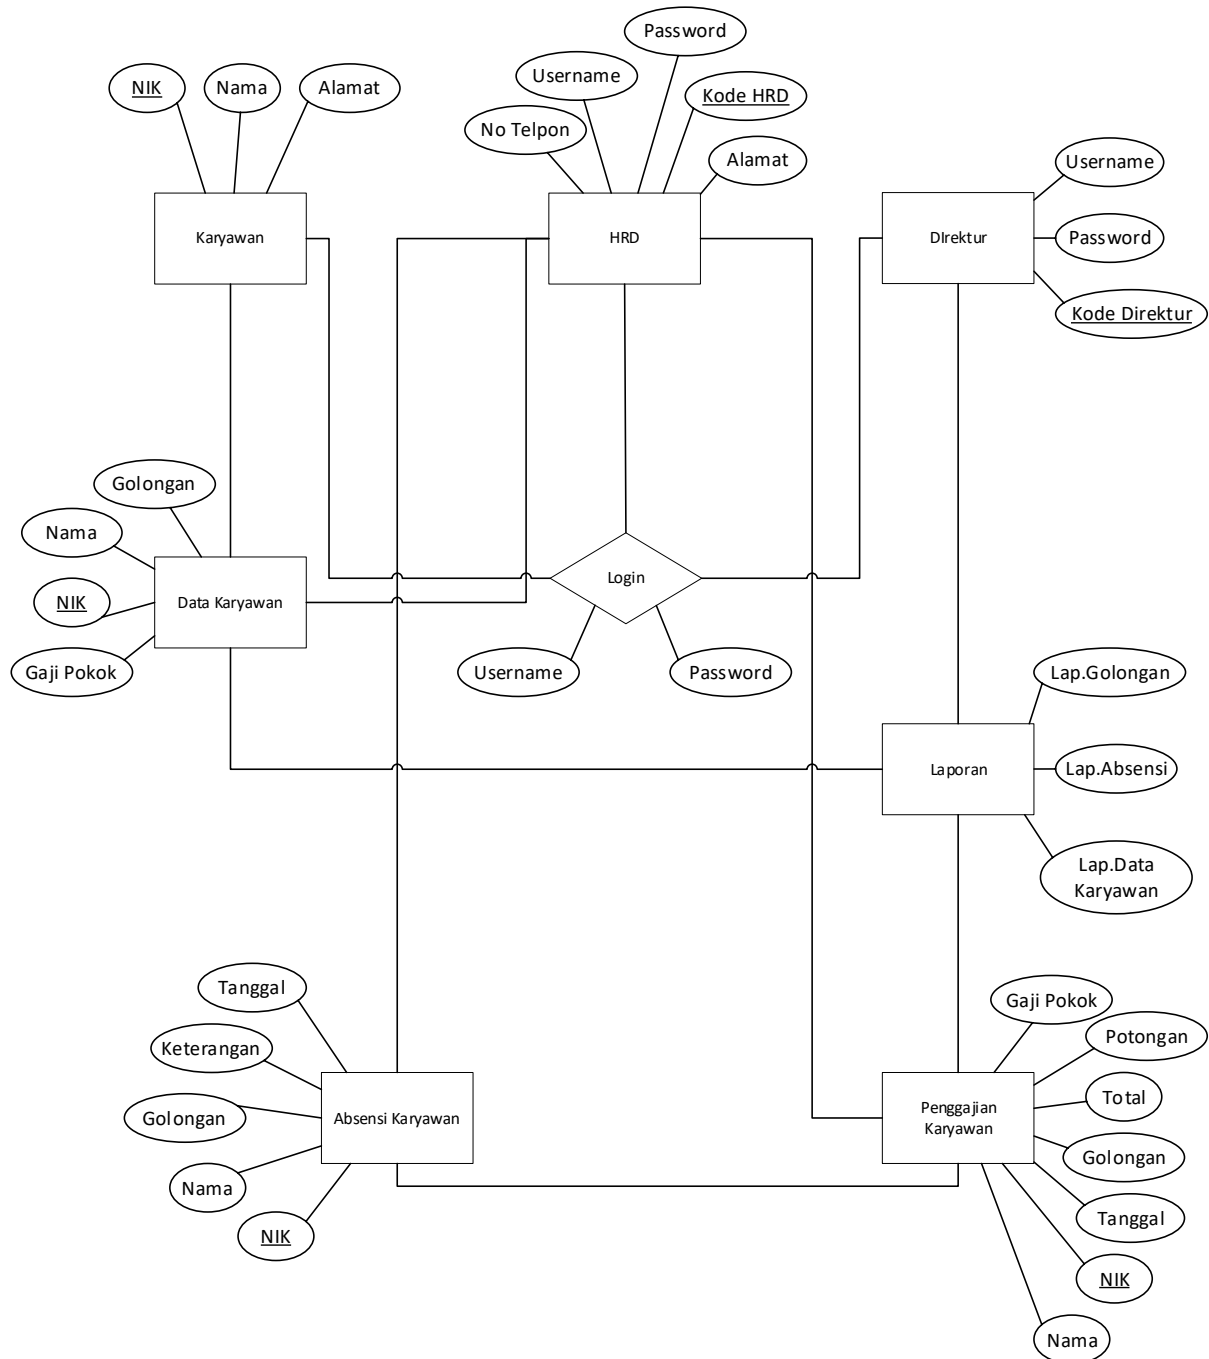 Password
Username
NIK
Nama
Alamat
Kode HRD
No Telpon
Alamat
Username
Karyawan
HRD
DIrektur
Password
Kode Direktur
Golongan
Nama
Login
NIK
Data Karyawan
Gaji Pokok
Username
Password
Lap.Golongan
Laporan
Lap.Absensi
Lap.Data
Karyawan
Tanggal
Gaji Pokok
Keterangan
Potongan
Total
Golongan
Absensi Karyawan
Penggajian
Karyawan
Golongan
Nama
Tanggal
NIK
NIK
Nama